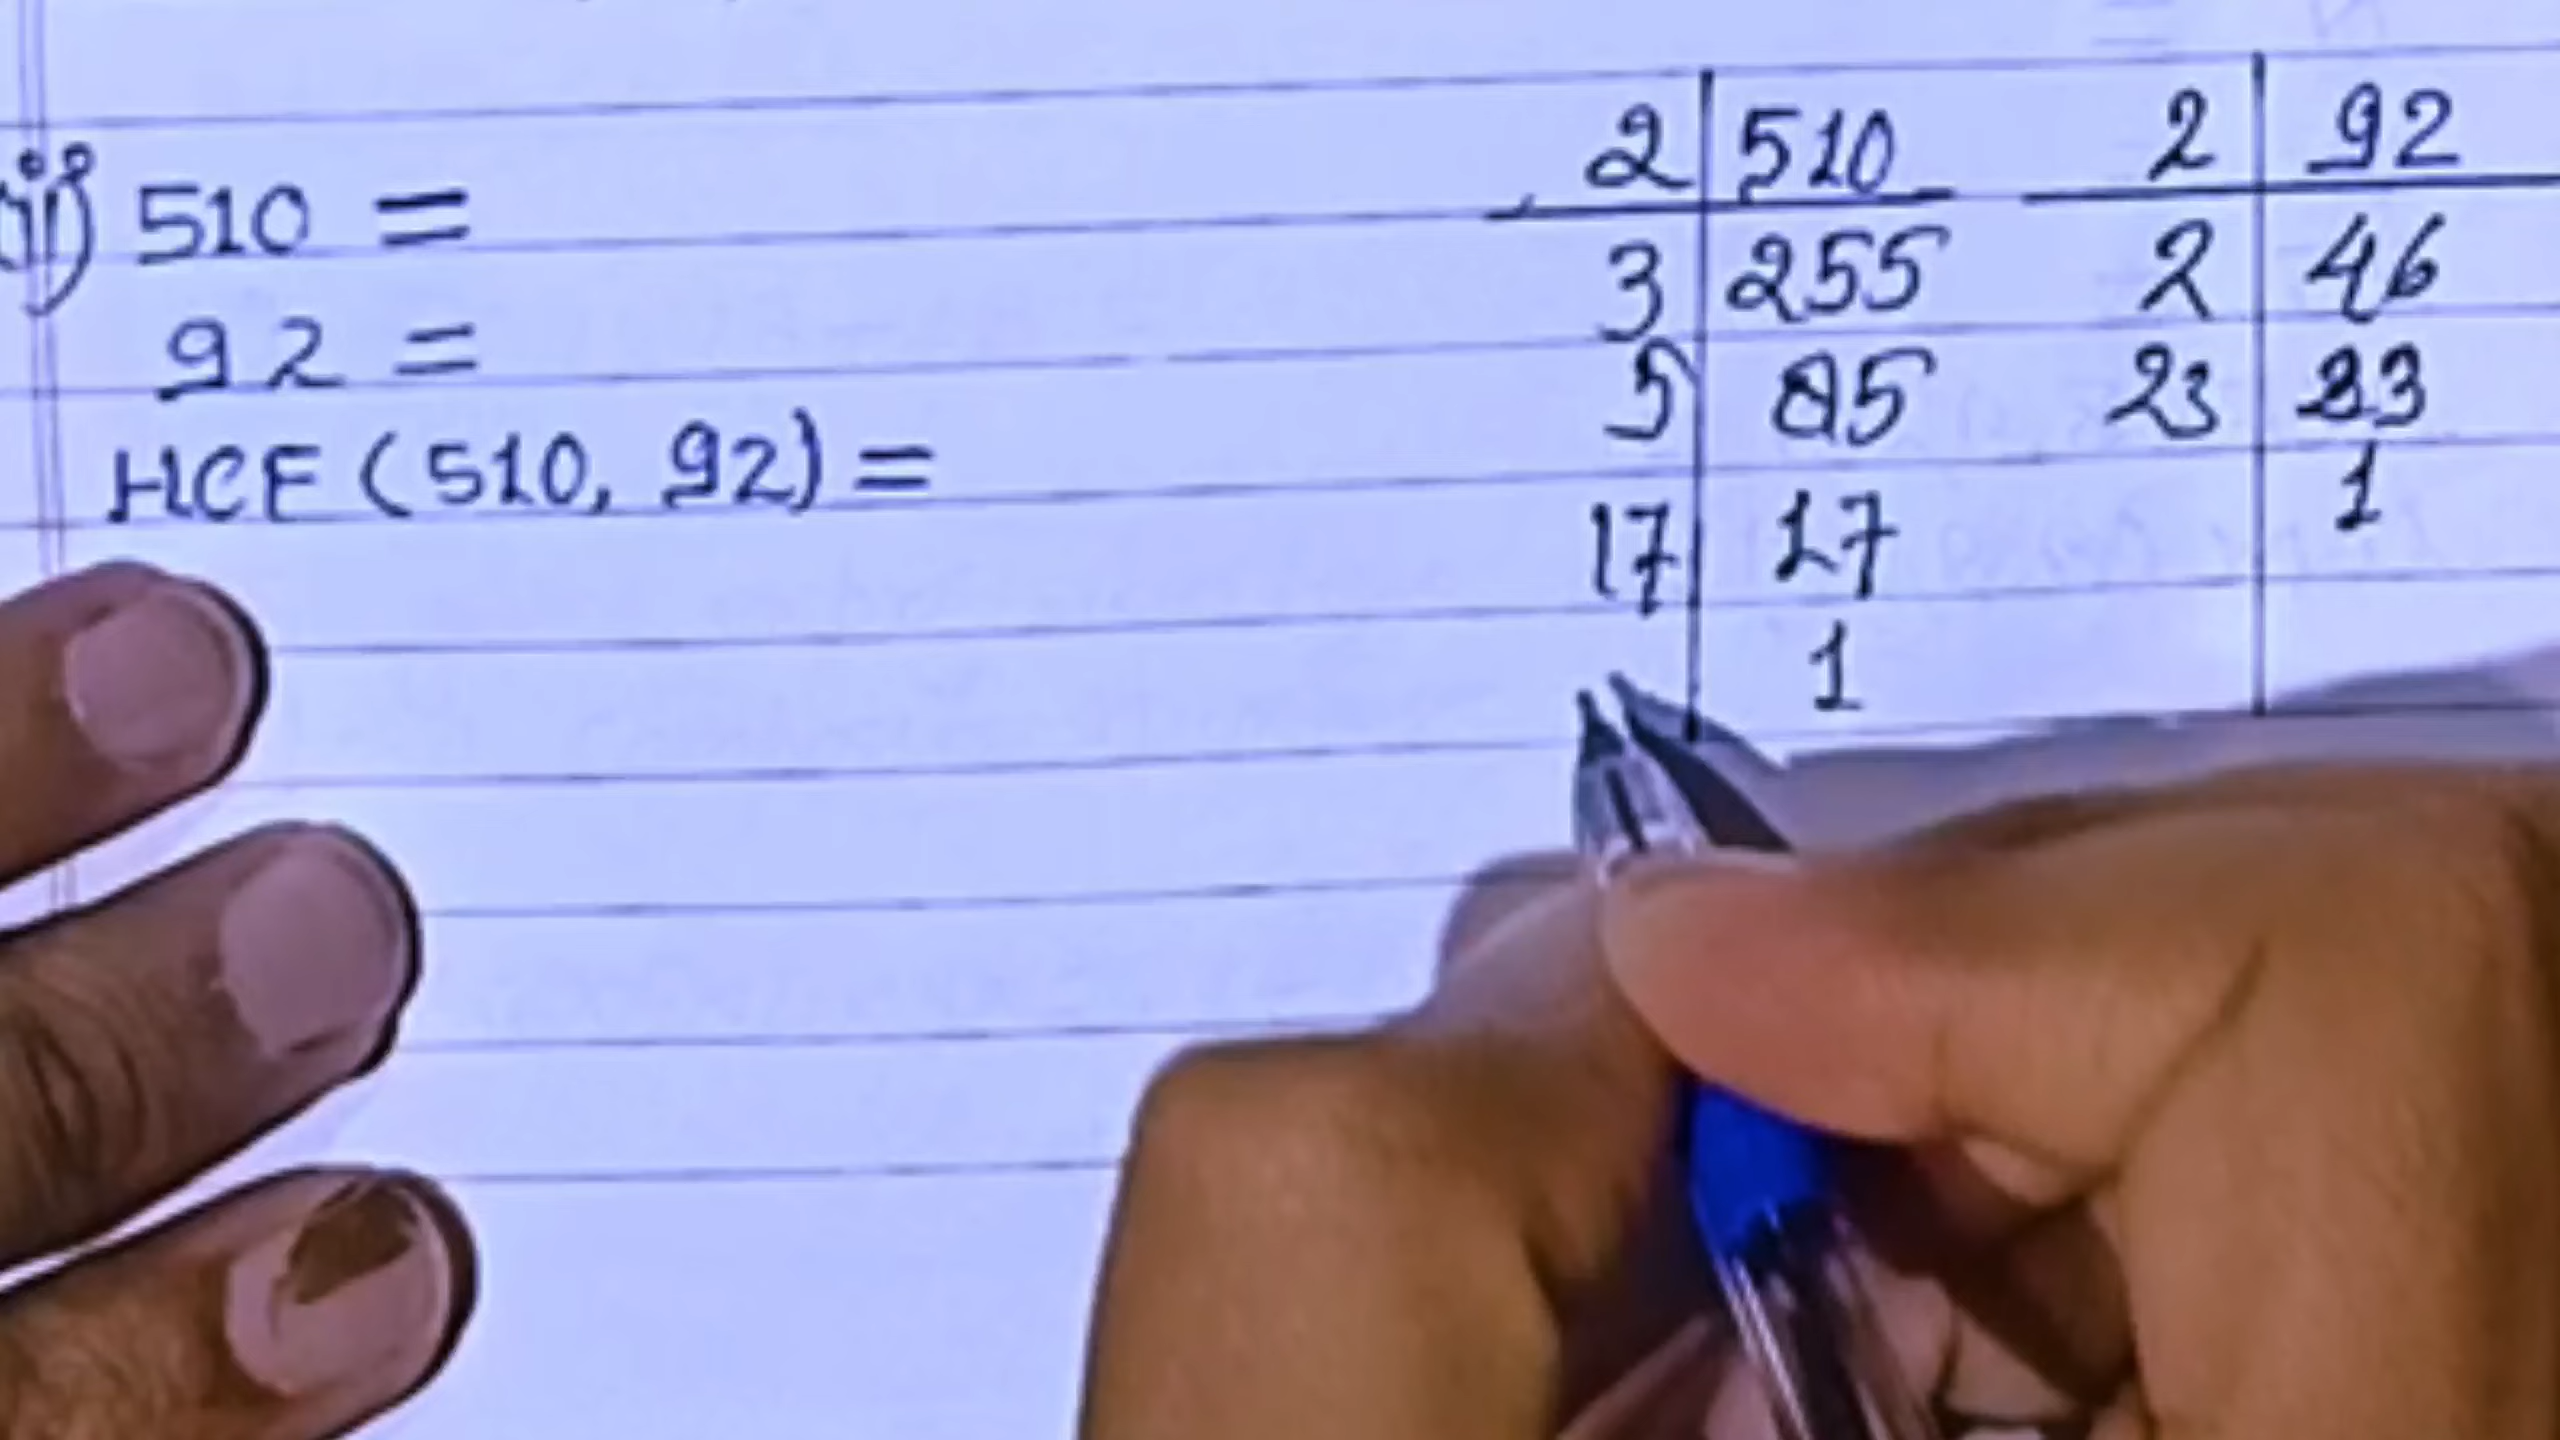 (ii) 510 =
92 =
HCF (510, 92) =
2 | 510
3 | 255
5 | 85
17 | 17
1
2 | 92
2 | 46
23 | 23
1